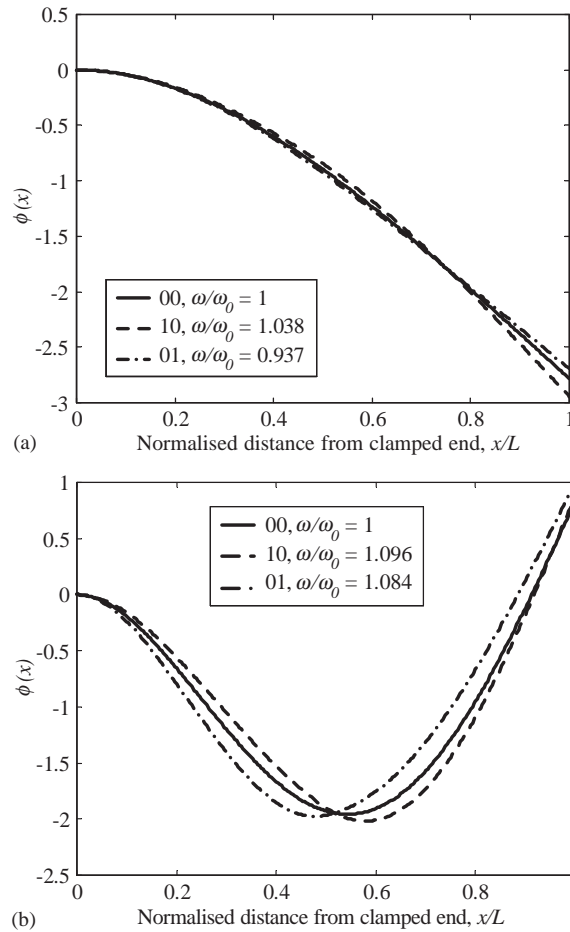 0.5
0
-0.5
-1
-1.5
-2
-2.5
-3
ϕ (x)
00, ω/ω₀ = 1
10, ω/ω₀ = 1.038
01, ω/ω₀ = 0.937
0 0.2 0.4 0.6 0.8 1
(a) Normalised distance from clamped end, x/L
1
0.5
0
-0.5
-1
-1.5
-2
-2.5
ϕ (x)
00, ω/ω₀ = 1
10, ω/ω₀ = 1.096
01, ω/ω₀ = 1.084
0 0.2 0.4 0.6 0.8
(b) Normalised distance from clamped end, x/L